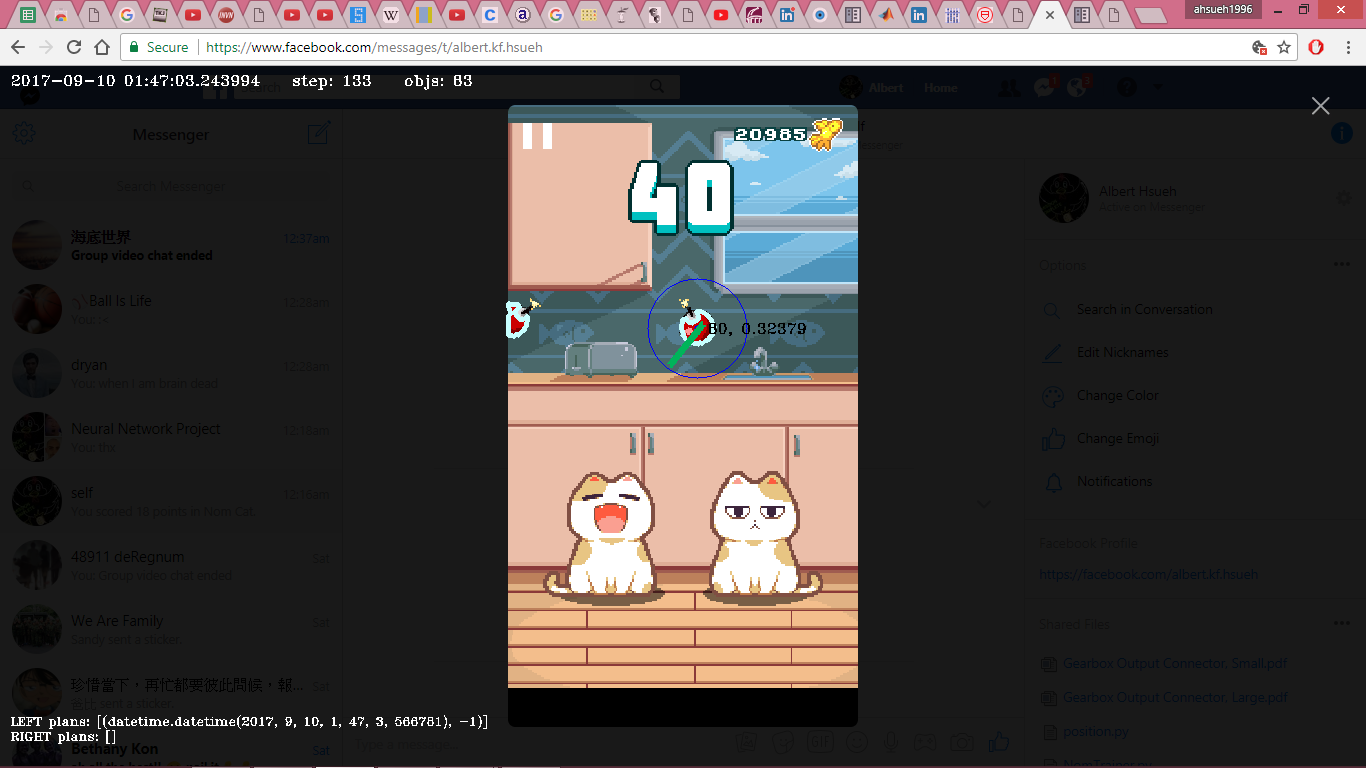 ahsueh1996
Secure
https://www.facebook.com/messages/t/albert.kf.hsueh
2017-09-10 01:47:03.243994 step: 133 objs: 63
Search
Albert
Home
Messenger
Search Messenger
海底世界
12:37am
Group video chat ended
Ball Is Life
12:28am
dryan
12:28am
You: when I am brain dead
Neural Network Project
12:18am
You: thx
self
12:16am
You scored 18 points in Nom Cat.
48911 deRegnum
Sat
You: Group video chat ended
We Are Family
Sat
Sandy sent a sticker.
珍惜當下，再忙都要彼此問候，報...
Sat
sent a sticker.
LEFT plans: [(datetime.datetime(2017, 9, 10, 1, 47, 3, 566781), -1)]
RIGHT plans: []
Bethany Kon
Sat
20985
40
0.32379
Type a message...
GIF
Albert Hsueh
Active on Messenger
Options
Search in Conversation
Edit Nicknames
Change Color
Change Emoji
Notifications
Facebook Profile
https://facebook.com/albert.kf.hsueh
Shared Files
Gearbox Output Connector, Small.pdf
Gearbox Output Connector, Large.pdf
position.py
NomTrainer.py